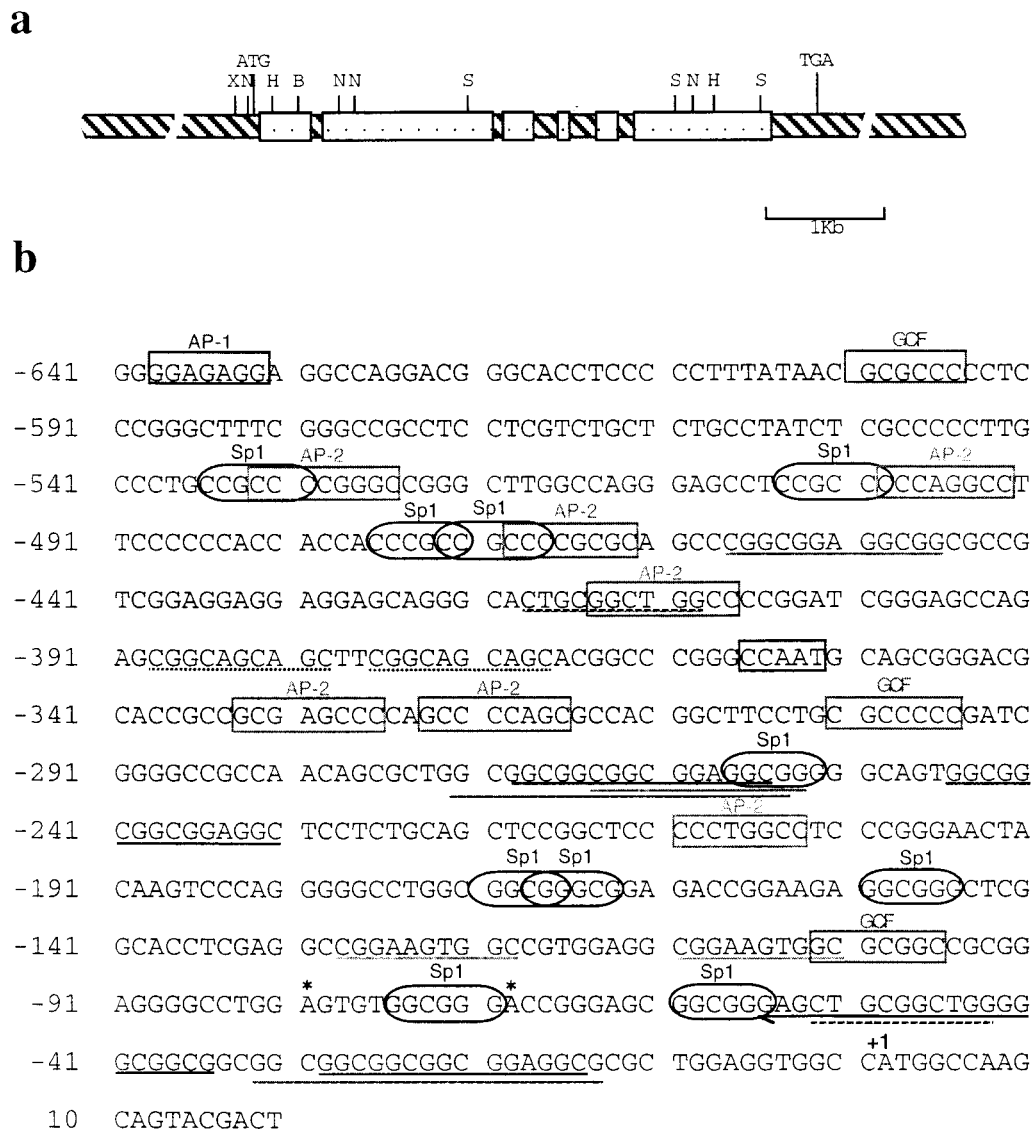 a
ATG TGA
X N H B N N S S N H S
1Kb
b
AP-1 GCF
-641 GGGGAGAGGA GGCCAGGACG GGCACCTCCC CCTTTATAAC GCGCCCCCTC
-591 CCGGGCTTTCG GGCCGCCTC CTCGTCTGCT CTGCCTATCT CGCCCCCTTG
Sp1 AP-2 Sp1 AP-2
-541 CCCTGCCGCC CCGGGCCGGG CTTGGCCAGG GAGCCTCCGC CCCCAGGCCT
Sp1 Sp1 AP-2
-491 TCCCCCCACC ACCACCCGCC GCCCCGCGCA GCCCGGCGGA GGCGGCGCCG
AP-2
-441 TCGGAGGAGG AGGAGCAGGG CACTGCGGCT GGCCCCGGAT CGGGAGCCAG
-391 AGCGGCAGCA GCTTCGGCAG CAGCACGGCC CGGGCCAATG CAGCGGGACG
AP-2 AP-2 GCF
-341 CACCGCCGCG AGCCCCAGCC CCAGCGCCAC GGCTTCCTGC GCCCCCGATC
Sp1
-291 GGGGCCGCCA ACAGCGCTGG CGGCGGCGGC GGAGGCGGGG GCAGTGGCGG
AP-2
-241 CGGCGGAGGC TCCTCTGCAG CTCCGGCTCC CCCTGGCCTC CCGGGAACTA
Sp1 Sp1 Sp1
-191 CAAGTCCCAG GGGGCCTGGC GGCGGGCGGA GACCGGAAGA GGCGGGCTCG
GCF
-141 GCACCTCGAG GCCGGAAGTG GCCGTGGAGG CGGAAGTGGC GCGGCCGCGG
* Sp1 * Sp1
-91 AGGGGCCTGG AGTGTGGCGG GACCGGGAGC GGCGGGAGCT GCGGCTGGGG
+1
-41 GCGGCGGCGG CGGCGGCGGC GGAGGCGCGC TGGAGGTGGC CATGGCCAAG
10 CAGTACGACT